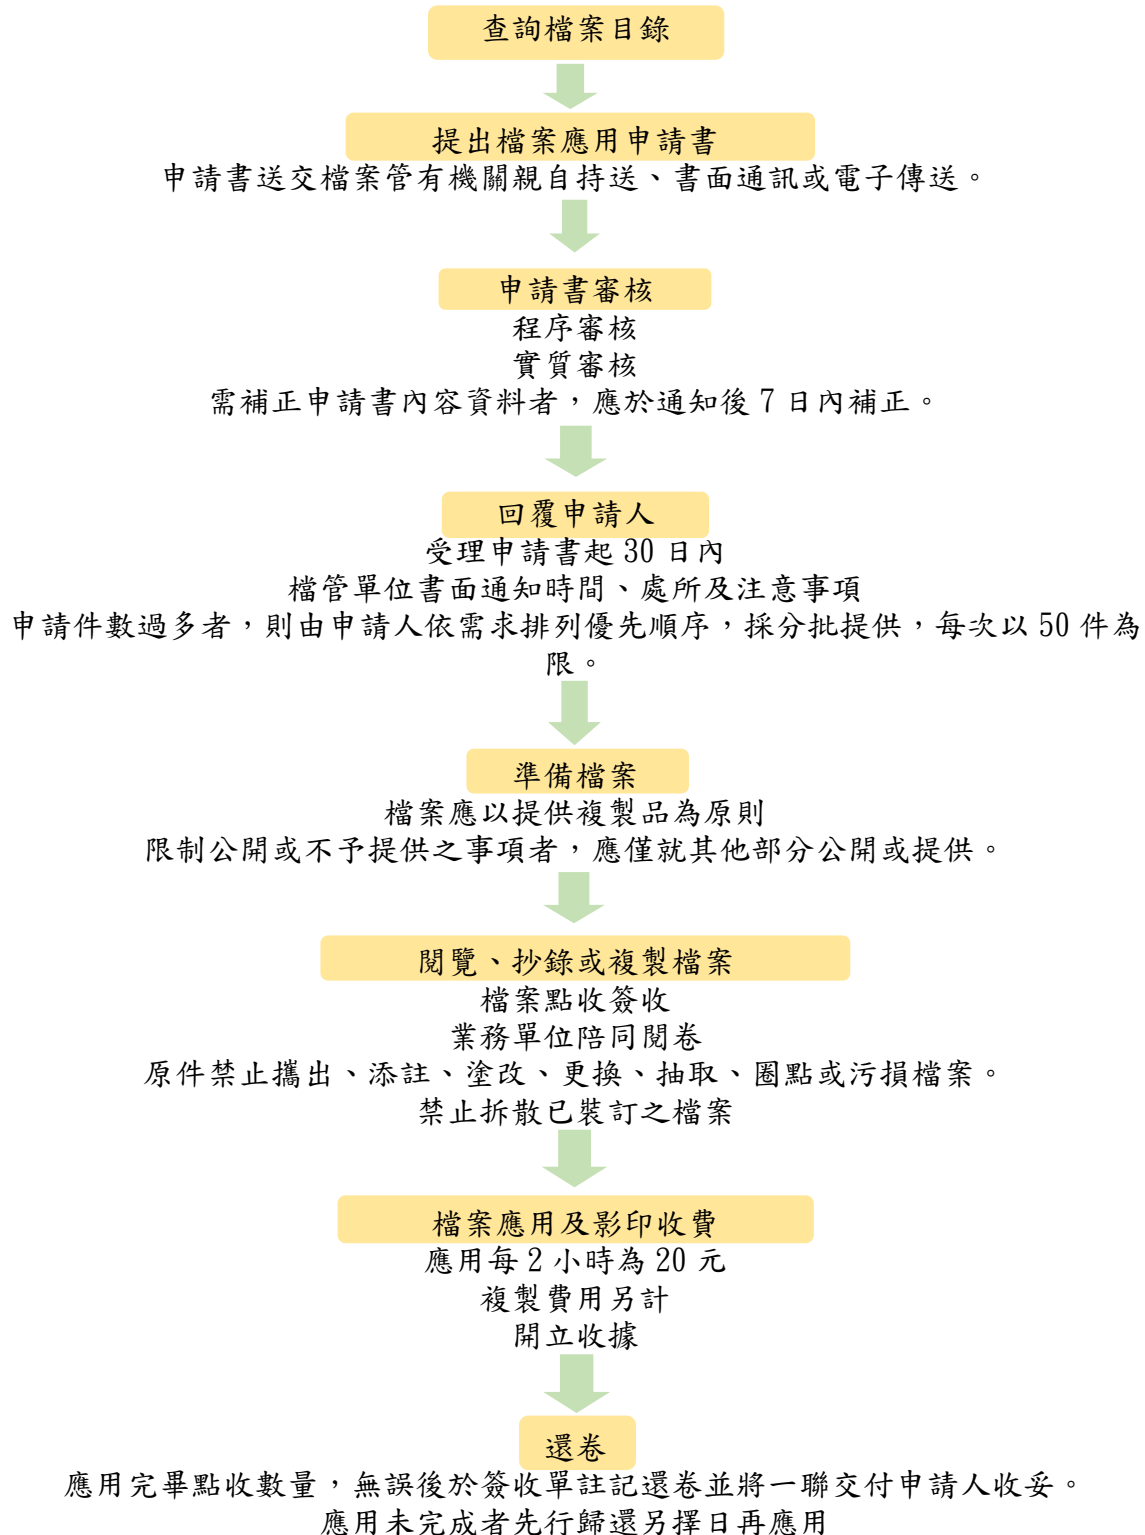 查詢檔案目錄
提出檔案應用申請書
申請書送交檔案管有機關親自持送、書面通訊或電子傳送。
申請書審核
程序審核
實質審核
需補正申請書內容資料者，應於通知後 7 日內補正。
回覆申請人
受理申請書起 30 日內
檔管單位書面通知時間、處所及注意事項
申請件數過多者，則由申請人依需求排列優先順序，採分批提供，每次以 50 件為
限。
準備檔案
檔案應以提供複製品為原則
限制公開或不予提供之事項者，應僅就其他部分公開或提供。
閱覽、抄錄或複製檔案
檔案點收簽收
業務單位陪同閱卷
原件禁止攜出、添註、塗改、更換、抽取、圈點或污損檔案。
禁止拆散已裝訂之檔案
檔案應用及影印收費
應用每 2 小時為 20 元
複製費用另計
開立收據
還卷
應用完畢點收數量，無誤後於簽收單註記還卷並將一聯交付申請人收妥。
應用未完成者先行歸還另擇日再應用